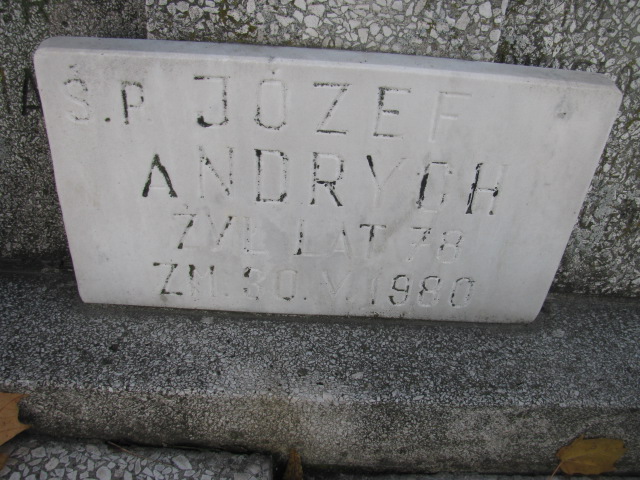 Ś.P. JÓZEF
ANDRYCH
ŻYŁ LAT 78
ZM. 30.V.1980